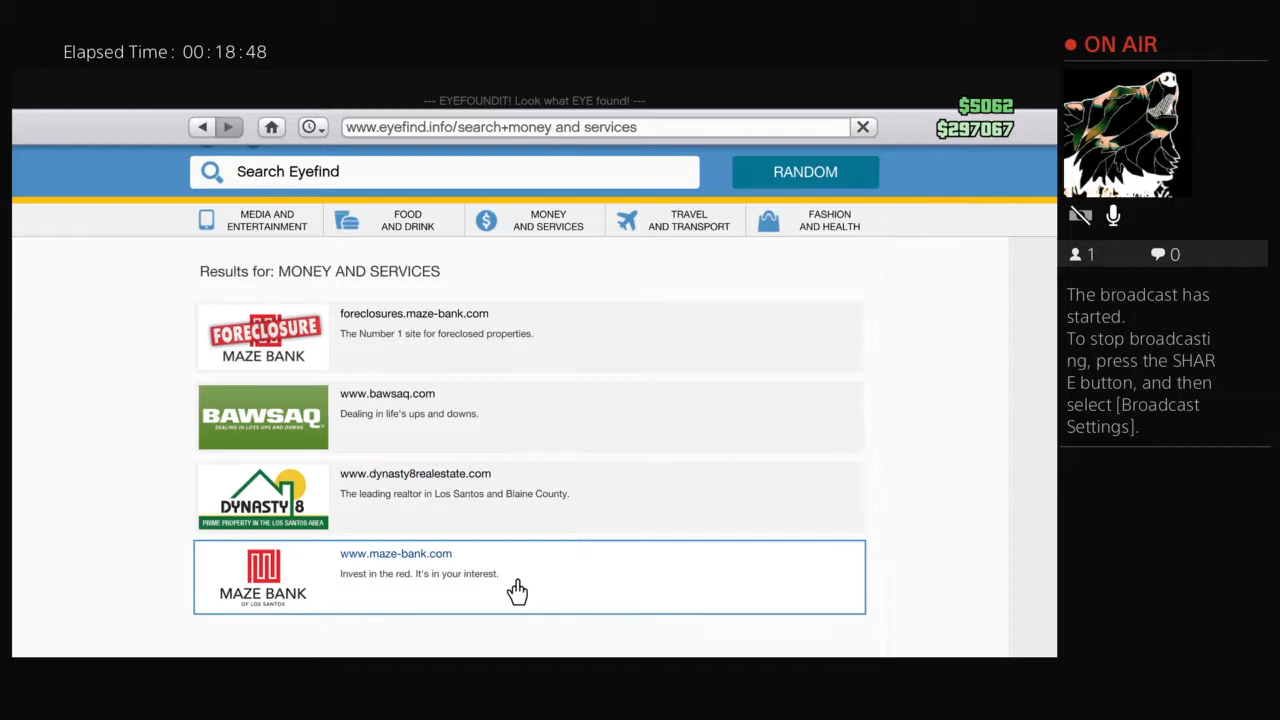 Elapsed Time: 00:18:48
ON AIR
--- EYEFOUNDIT! Look what EYE found! ---
$5062
$297067
www.eyefind.info/search+money and services
Search Eyefind
RANDOM
MEDIA AND
ENTERTAINMENT
FOOD
AND DRINK
MONEY
AND SERVICES
TRAVEL
AND TRANSPORT
FASHION
AND HEALTH
Results for: MONEY AND SERVICES
FORECLOSURE
MAZE BANK
foreclosures.maze-bank.com
The Number 1 site for foreclosed properties.
BAWSAQ
DEALING IN LIFE'S UPS AND DOWNS
www.bawsaq.com
Dealing in life's ups and downs.
DYNASTY 8
PRIME PROPERTY IN THE LOS SANTOS AREA
www.dynasty8realestate.com
The leading realtor in Los Santos and Blaine County.
MAZE BANK
OF LOS SANTOS
www.maze-bank.com
Invest in the red. It's in your interest.
1
0
The broadcast has
started.
To stop broadcasti
ng, press the SHAR
E button, and then
select [Broadcast
Settings].